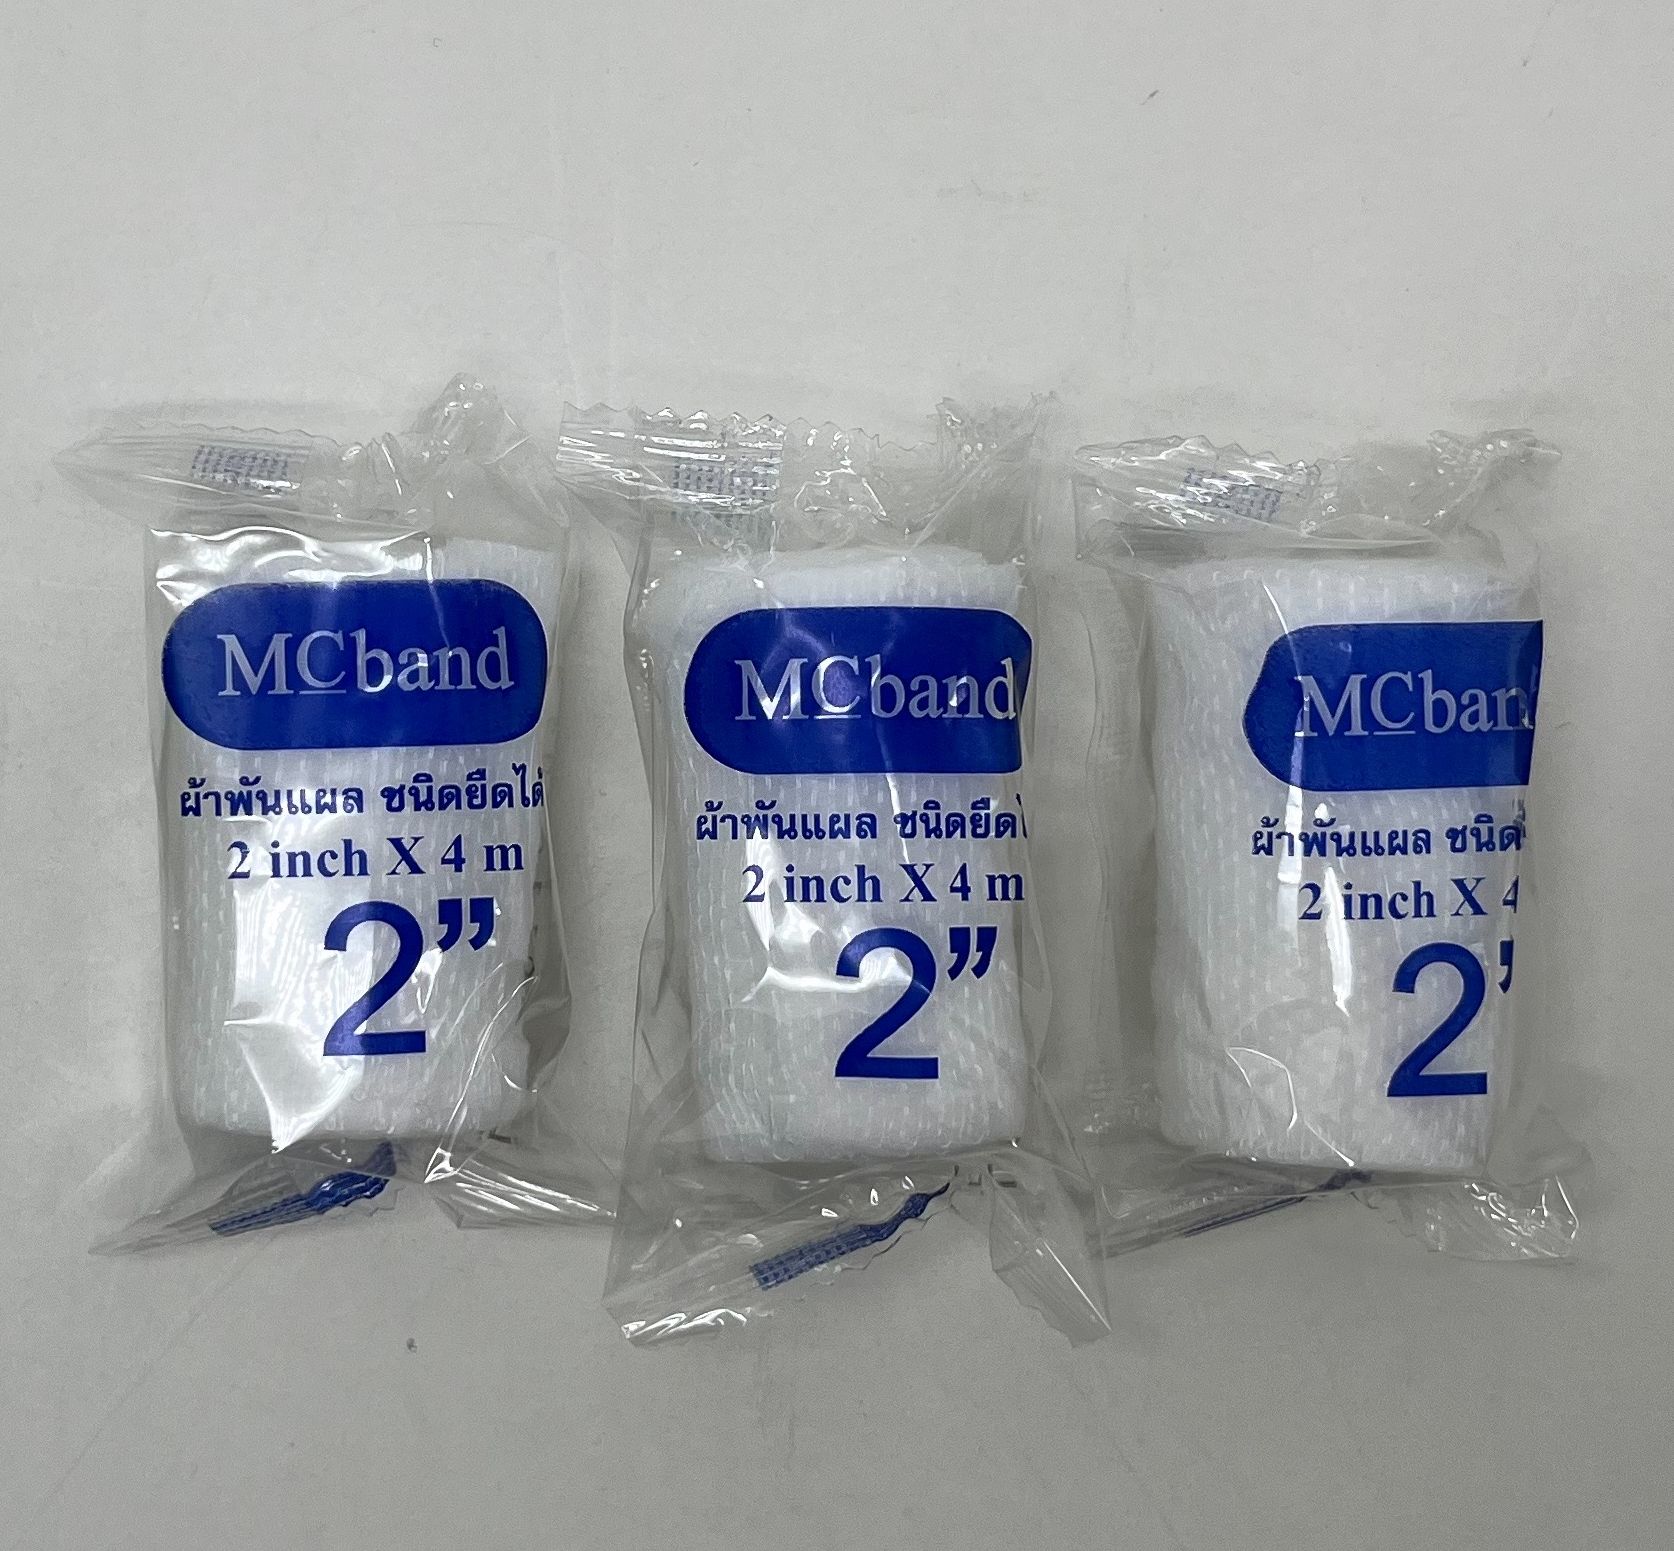 MCband
ผ้าพันแผล ชนิดยืดได้
2 inch X 4 m
2”
MCband
ผ้าพันแผล ชนิดยืด
2 inch X 4 m
2”
MCban
ผ้าพันแผล ชนิด
2 inch X 4
2’